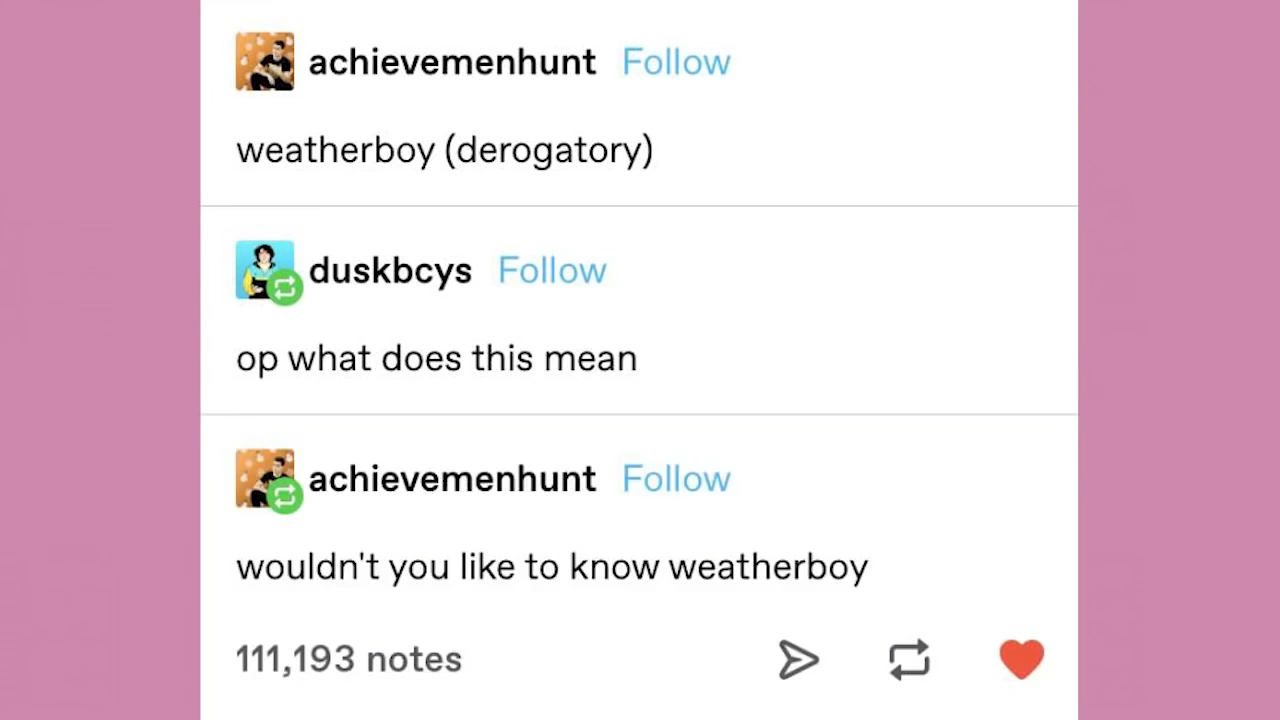 achievemenhunt Follow
weatherboy (derogatory)
duskbcys Follow
op what does this mean
achievemenhunt Follow
wouldn't you like to know weatherboy
111,193 notes